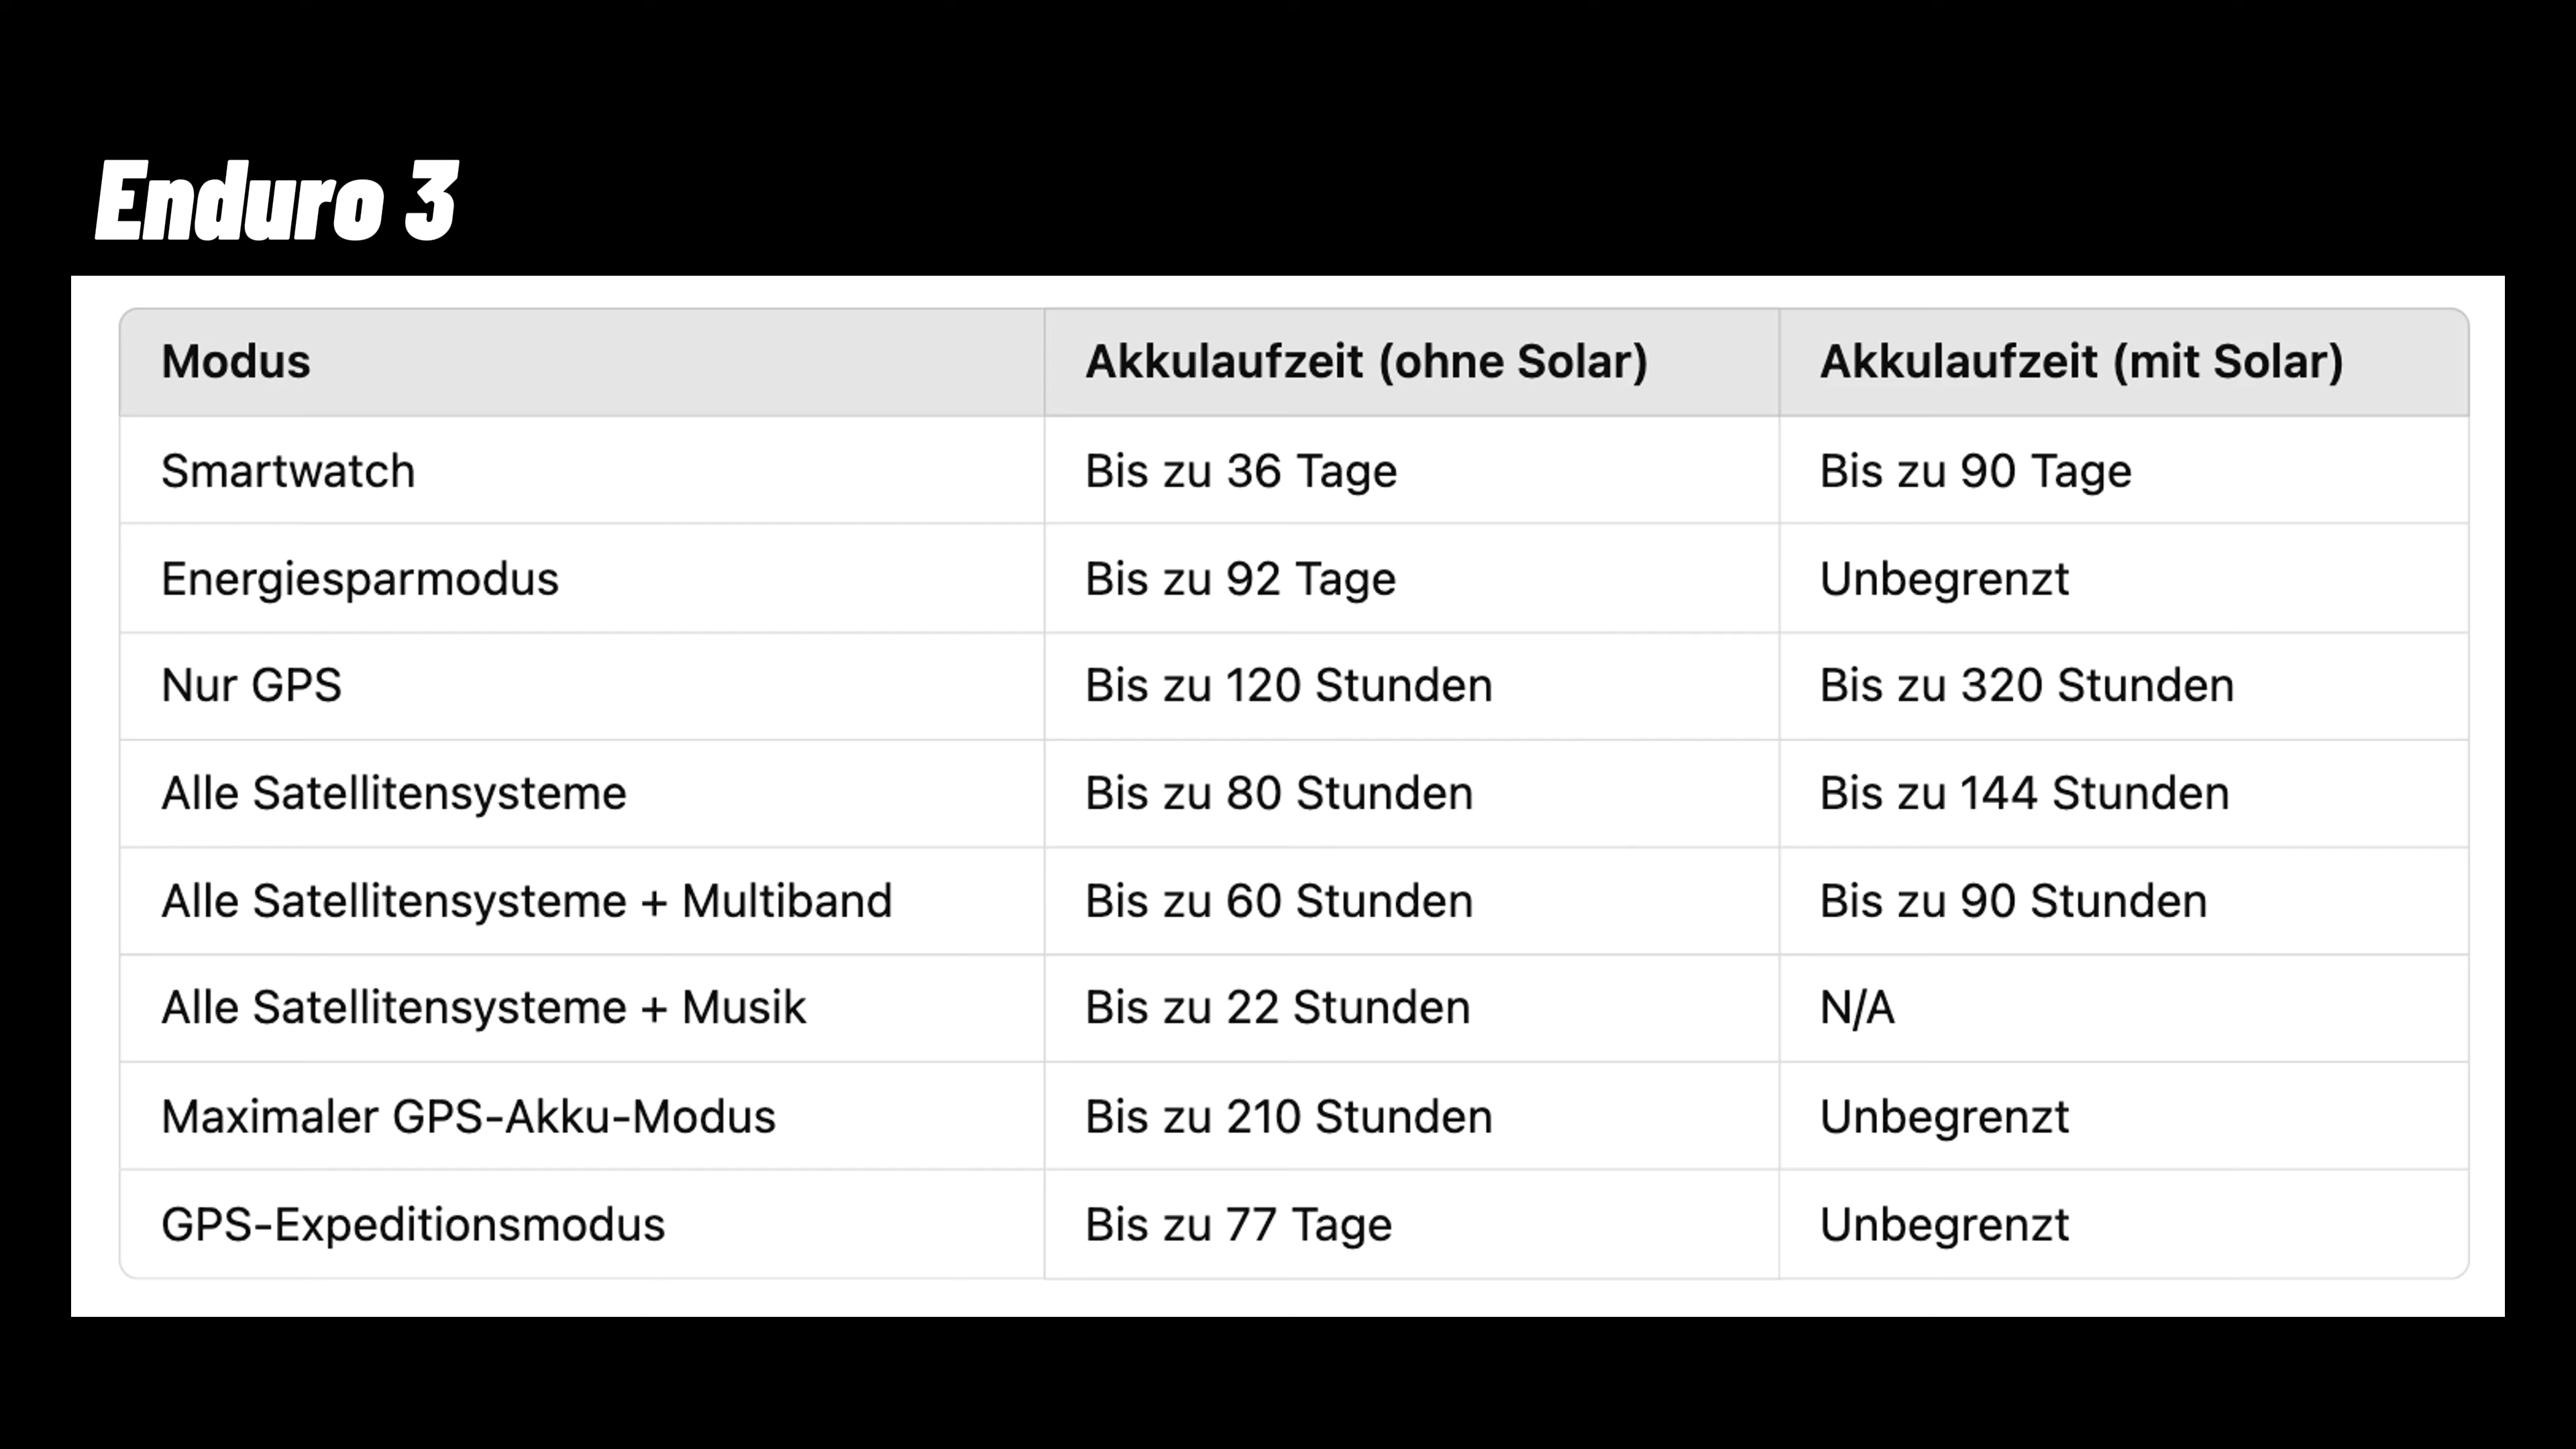 Enduro 3
Modus Akkulaufzeit (ohne Solar) Akkulaufzeit (mit Solar)
Smartwatch Bis zu 36 Tage Bis zu 90 Tage
Energiesparmodus Bis zu 92 Tage Unbegrenzt
Nur GPS Bis zu 120 Stunden Bis zu 320 Stunden
Alle Satellitensysteme Bis zu 80 Stunden Bis zu 144 Stunden
Alle Satellitensysteme + Multiband Bis zu 60 Stunden Bis zu 90 Stunden
Alle Satellitensysteme + Musik Bis zu 22 Stunden N/A
Maximaler GPS-Akku-Modus Bis zu 210 Stunden Unbegrenzt
GPS-Expeditionsmodus Bis zu 77 Tage Unbegrenzt